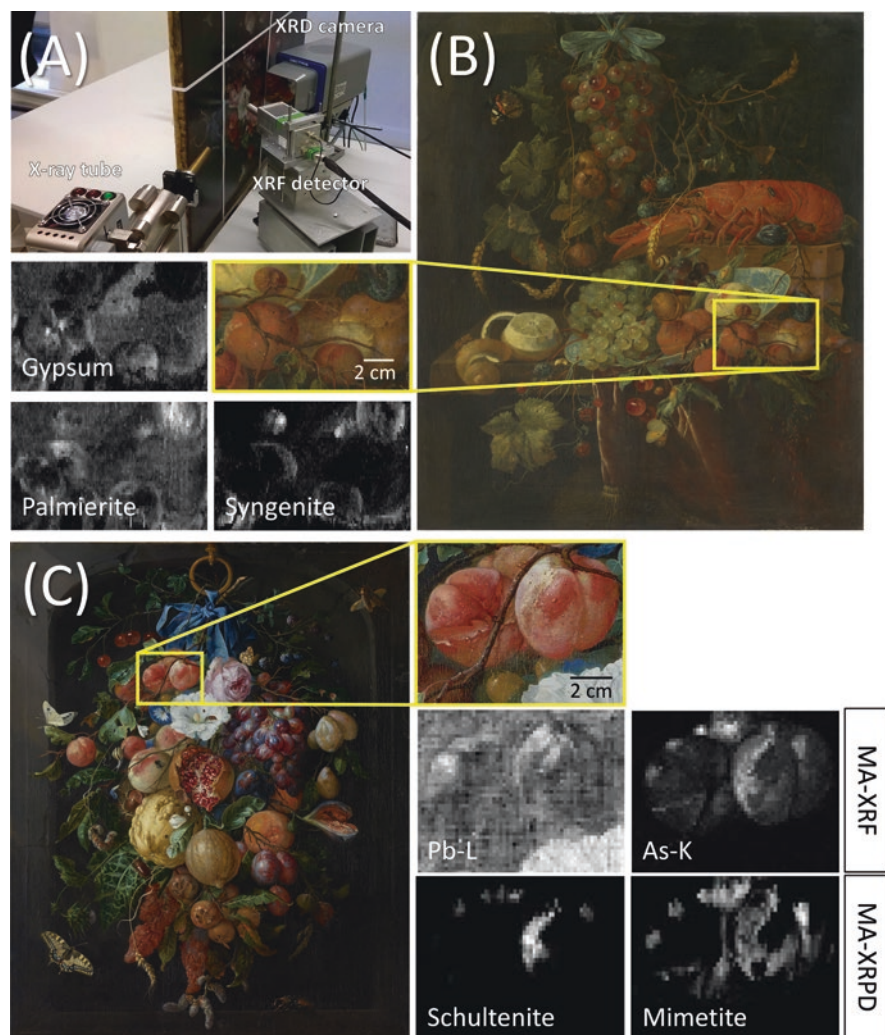 (A)
XRD camera
X-ray tube
XRF detector
(B)
Gypsum
2 cm
Palmierite
Syngenite
(C)
2 cm
Pb-L
As-K
MA-XRF
Schultenite
Mimetite
MA-XRPD